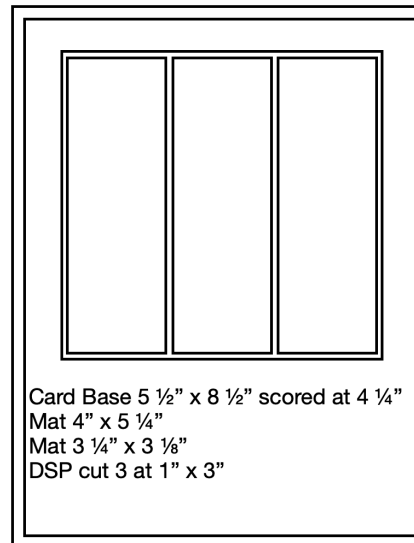 Card Base 5 ½” x 8 ½” scored at 4 ¼”
Mat 4” x 5 ¼”
Mat 3 ¼” x 3 ⅛”
DSP cut 3 at 1” x 3”